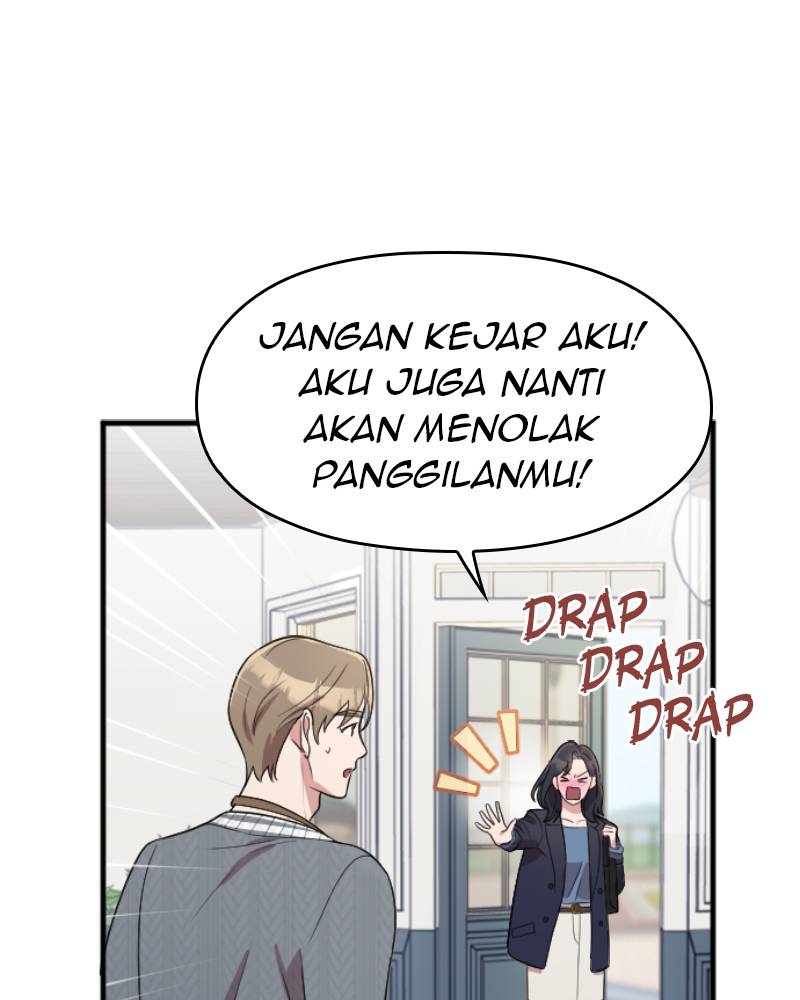 JANGAN KEJAR AKU!
AKU JUGA NANTI
AKAN MENOLAK
PANGGILANMU!
DRAP
DRAP
DRAP